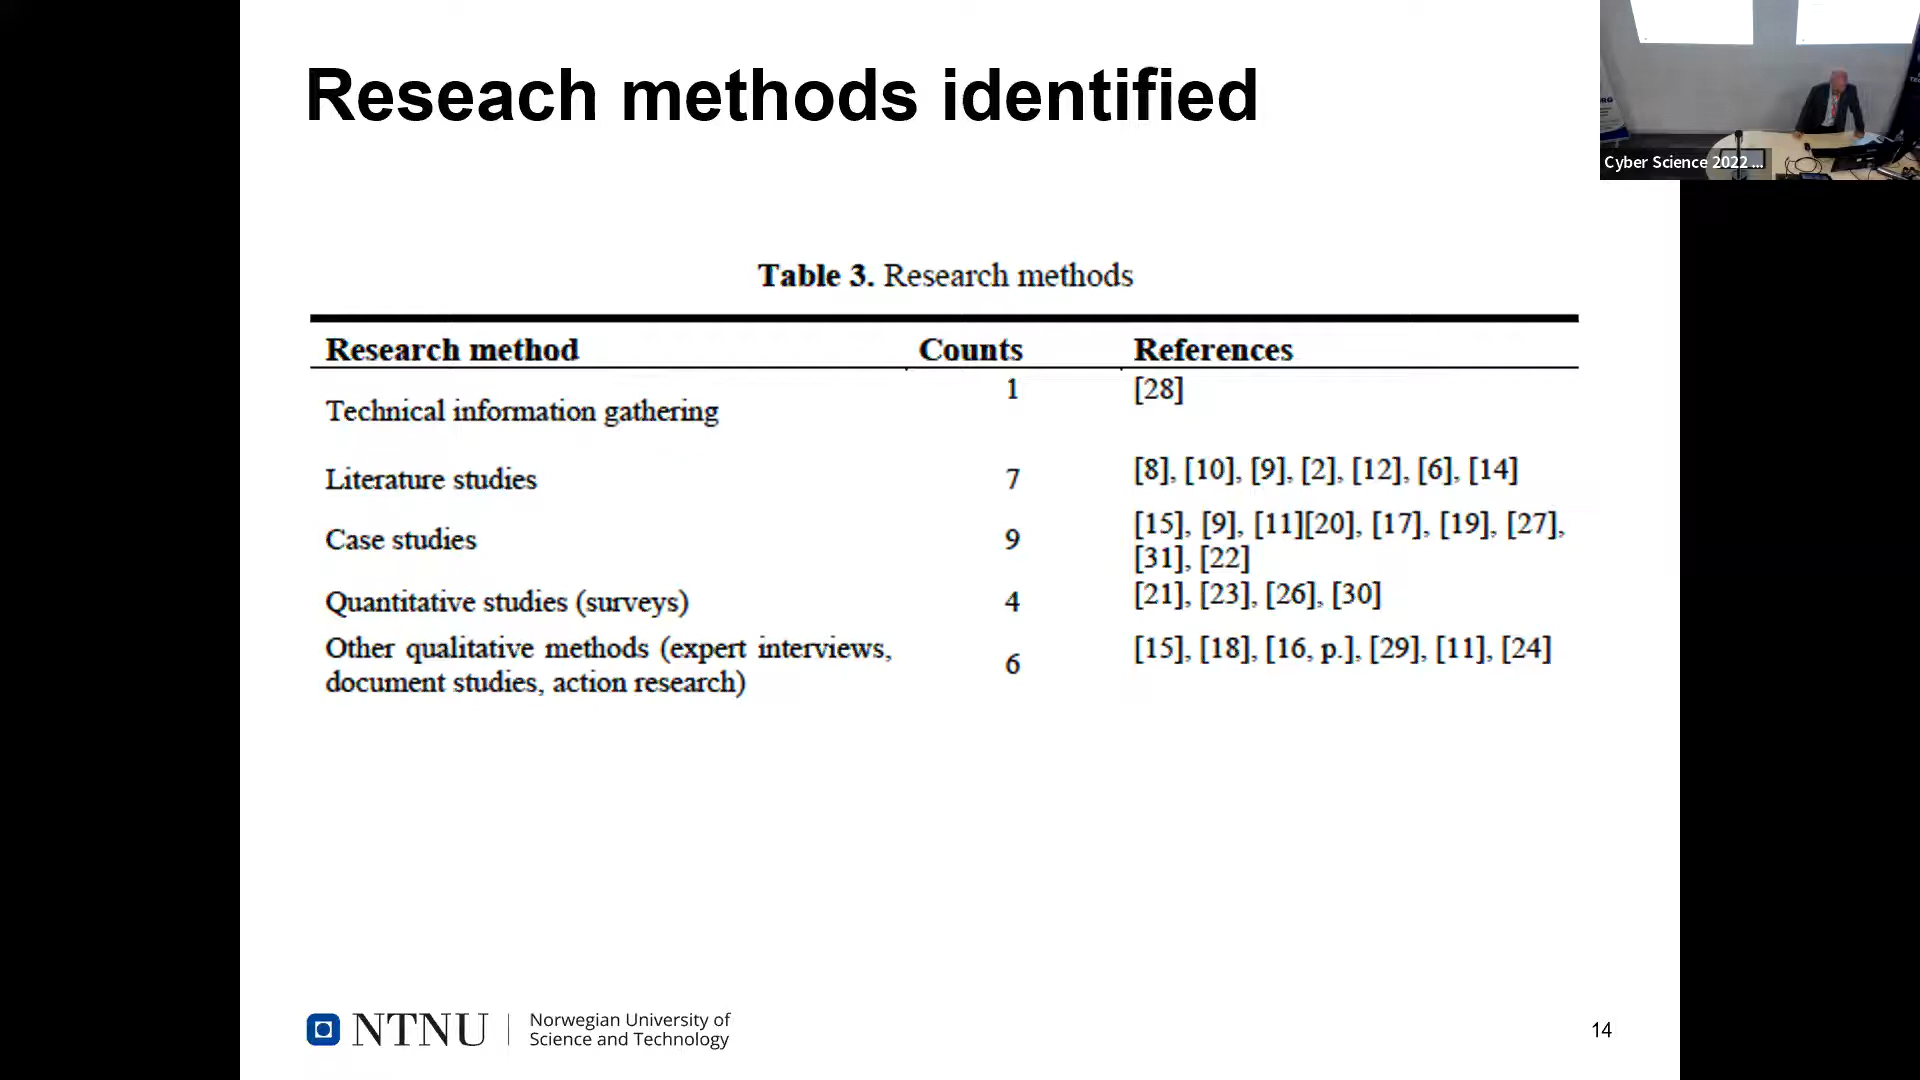 Reseach methods identified
Cyber Science 2022 ...
Table 3. Research methods
Research method Counts References
Technical information gathering 1 [28]
Literature studies 7 [8], [10], [9], [2], [12], [6], [14]
Case studies 9 [15], [9], [11][20], [17], [19], [27],
[31], [22]
Quantitative studies (surveys) 4 [21], [23], [26], [30]
Other qualitative methods (expert interviews,
document studies, action research) 6 [15], [18], [16, p.], [29], [11], [24]
NTNU
Norwegian University of
Science and Technology
14